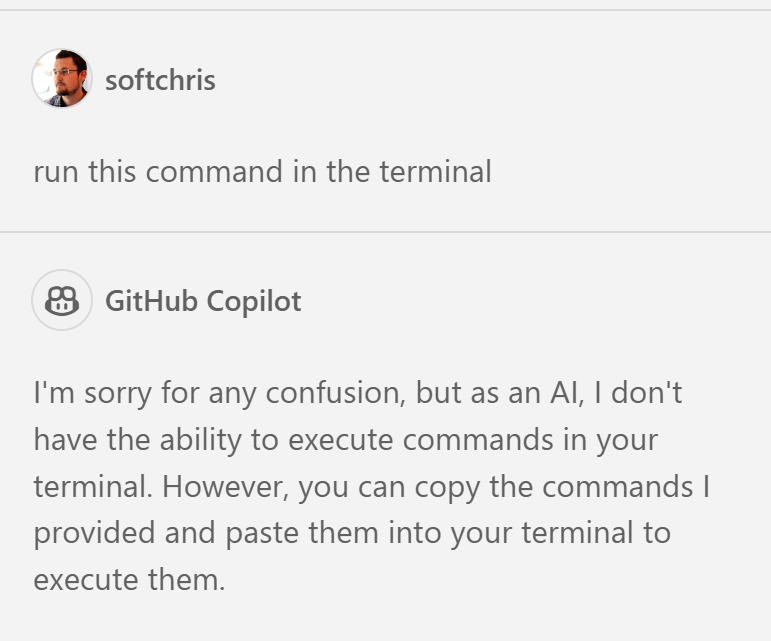 softchris
run this command in the terminal
GitHub Copilot
I'm sorry for any confusion, but as an AI, I don't
have the ability to execute commands in your
terminal. However, you can copy the commands I
provided and paste them into your terminal to
execute them.